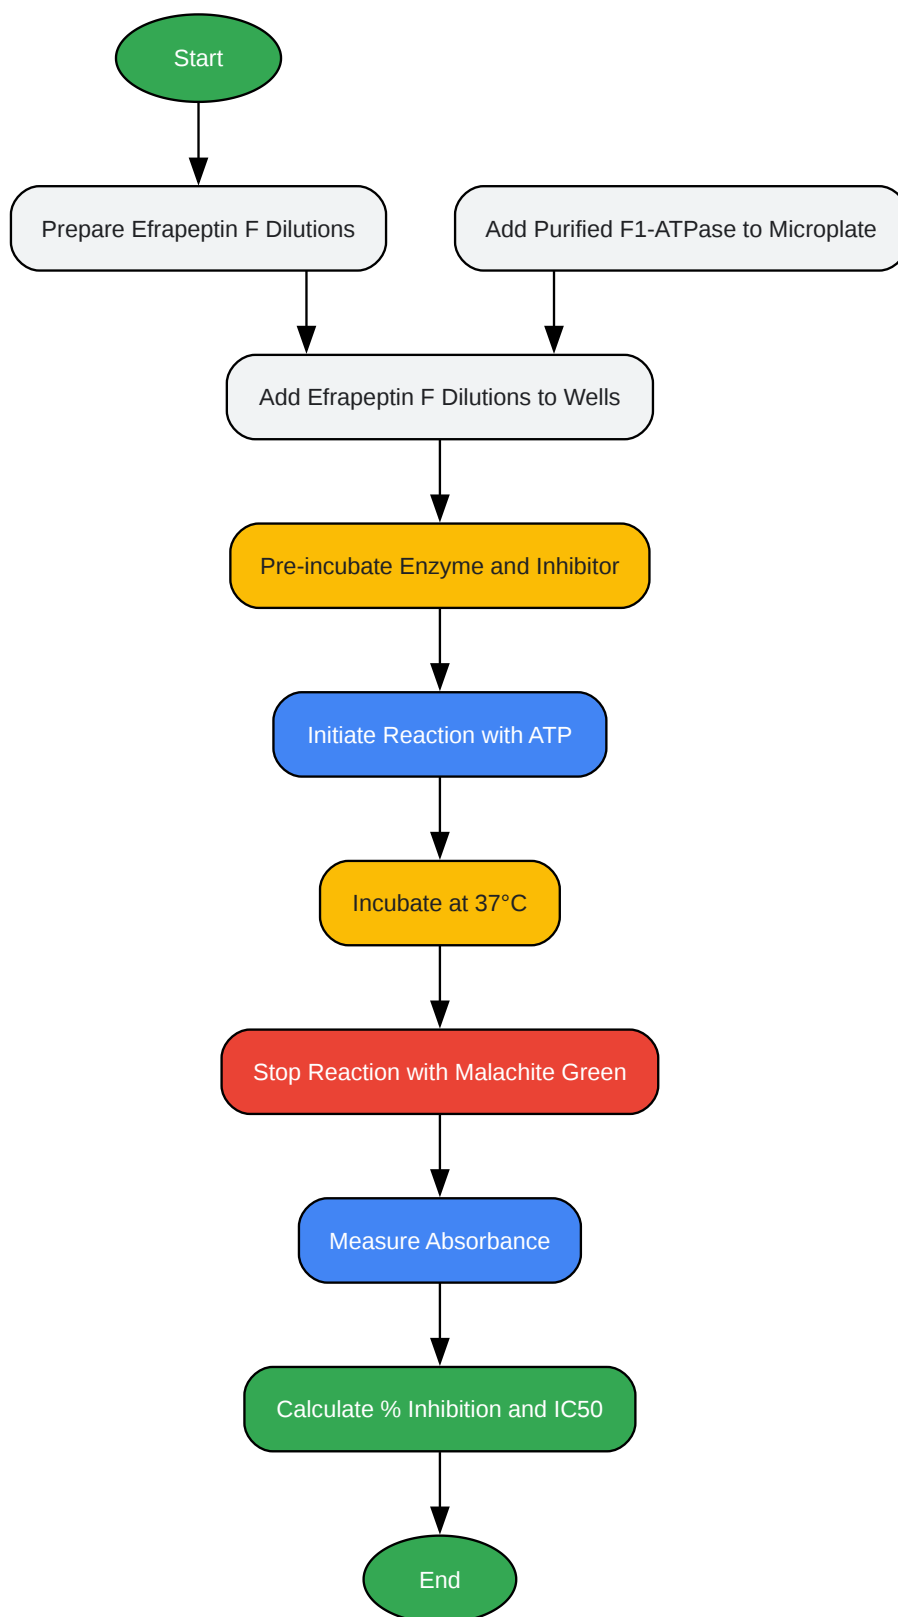 Start
Prepare Efrapeptin F Dilutions
Add Purified F1-ATPase to Microplate
Add Efrapeptin F Dilutions to Wells
Pre-incubate Enzyme and Inhibitor
Initiate Reaction with ATP
Incubate at 37°C
Stop Reaction with Malachite Green
Measure Absorbance
Calculate % Inhibition and IC50
End